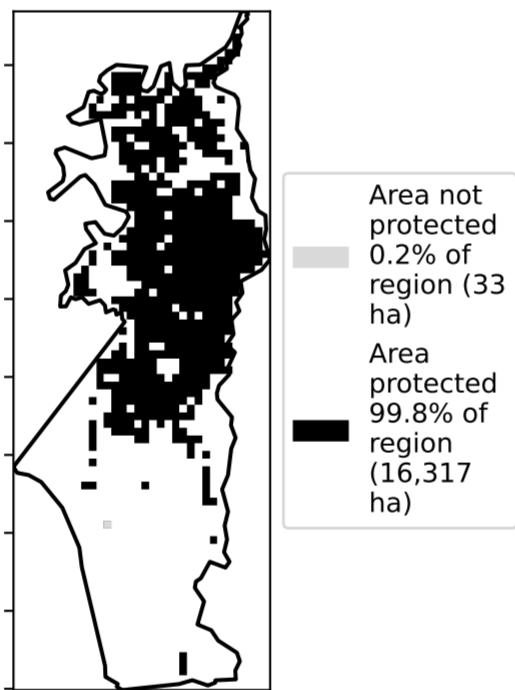 Area not
protected
0.2% of
region (33
ha)
Area
protected
99.8% of
region
(16,317
ha)